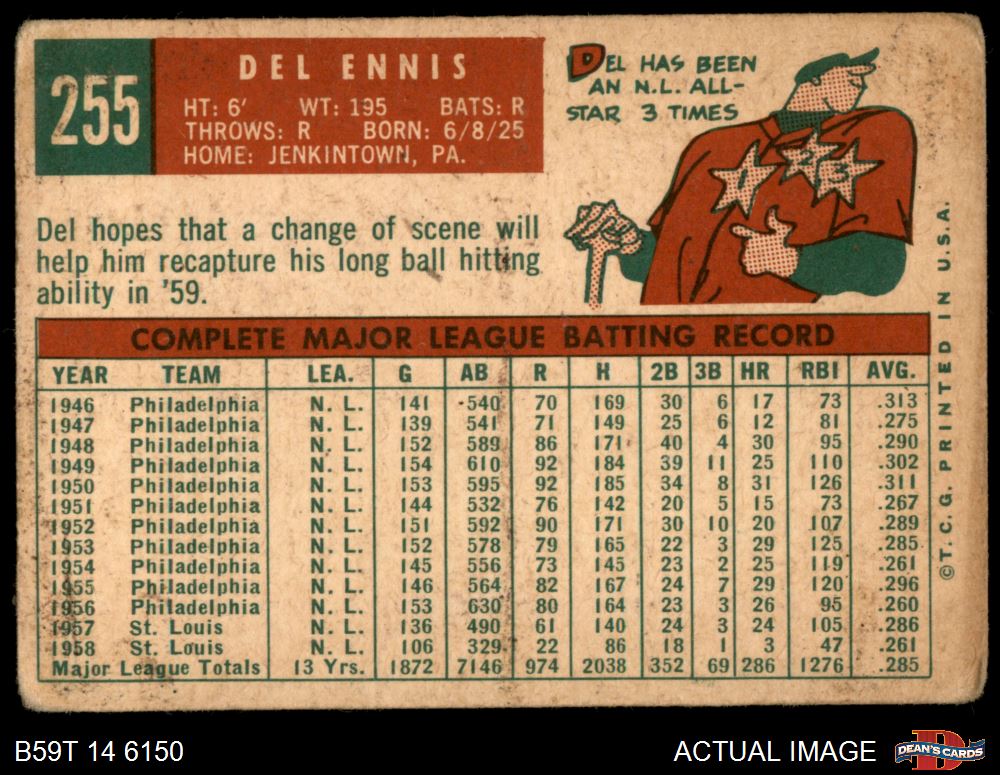 255
DEL ENNIS
HT: 6' WT: 195 BATS: R
THROWS: R BORN: 6/8/25
HOME: JENKINTOWN, PA.
DEL HAS BEEN
AN N.L. ALL-
STAR 3 TIMES
1 2 3
Del hopes that a change of scene will
help him recapture his long ball hitting
ability in '59.
COMPLETE MAJOR LEAGUE BATTING RECORD
YEAR TEAM LEA. G AB R H 2B 3B HR RBI AVG.
1946 Philadelphia N. L. 141 540 70 169 30 6 17 73 .313
1947 Philadelphia N. L. 139 541 71 149 25 6 12 81 .275
1948 Philadelphia N. L. 152 589 86 171 40 4 30 95 .290
1949 Philadelphia N. L. 154 610 92 184 39 11 25 110 .302
1950 Philadelphia N. L. 153 595 92 185 34 8 31 126 .311
1951 Philadelphia N. L. 144 532 76 142 20 5 15 73 .267
1952 Philadelphia N. L. 151 592 90 171 30 10 20 107 .289
1953 Philadelphia N. L. 152 578 79 165 22 3 29 125 .285
1954 Philadelphia N. L. 145 556 73 145 23 2 25 119 .261
1955 Philadelphia N. L. 146 564 82 167 24 7 29 120 .296
1956 Philadelphia N. L. 153 630 80 164 23 3 26 95 .260
1957 St. Louis N. L. 136 490 61 140 24 3 24 105 .286
1958 St. Louis N. L. 106 329 22 86 18 1 3 47 .261
Major League Totals 13 Yrs. 1872 7146 974 2038 352 69 286 1276 .285
©T. C. G. PRINTED IN U.S.A.
B59T 14 6150
ACTUAL IMAGE
DEAN'S CARDS